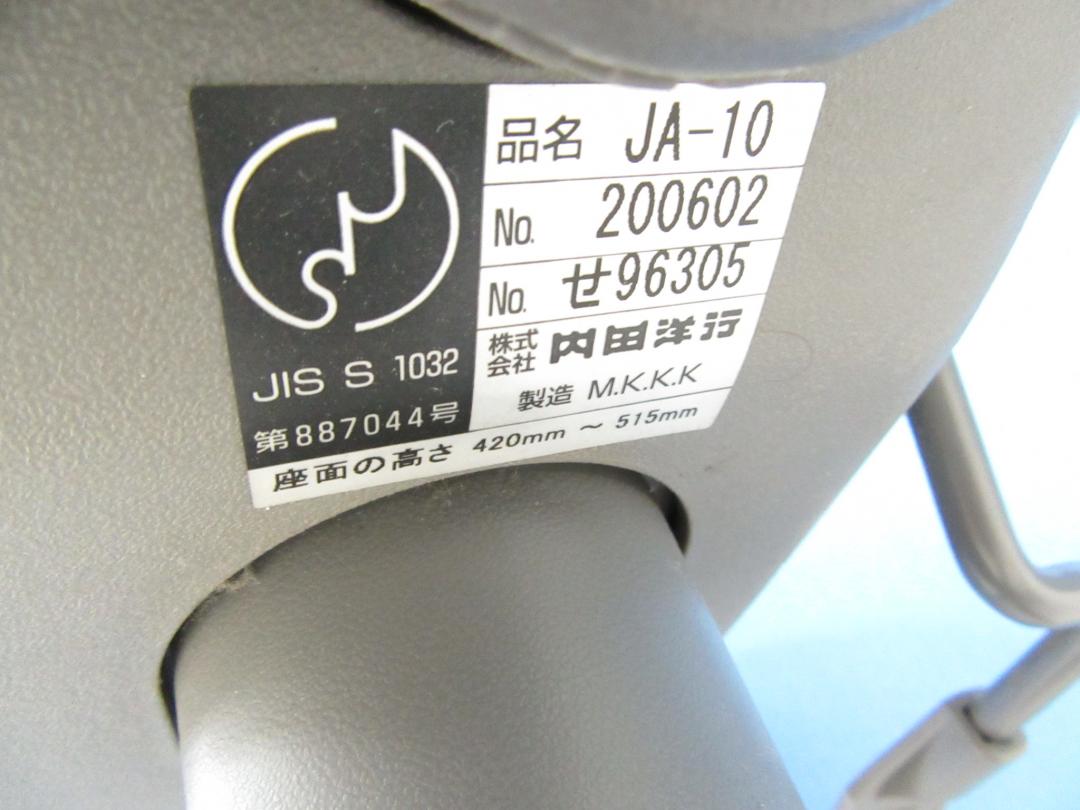 JIS S 1032
第887044号
品名 JA-10
No. 200602
No. せ96305
株式会社 内田洋行
製造 M.K.K.K
座面の高さ 420mm ～ 515mm